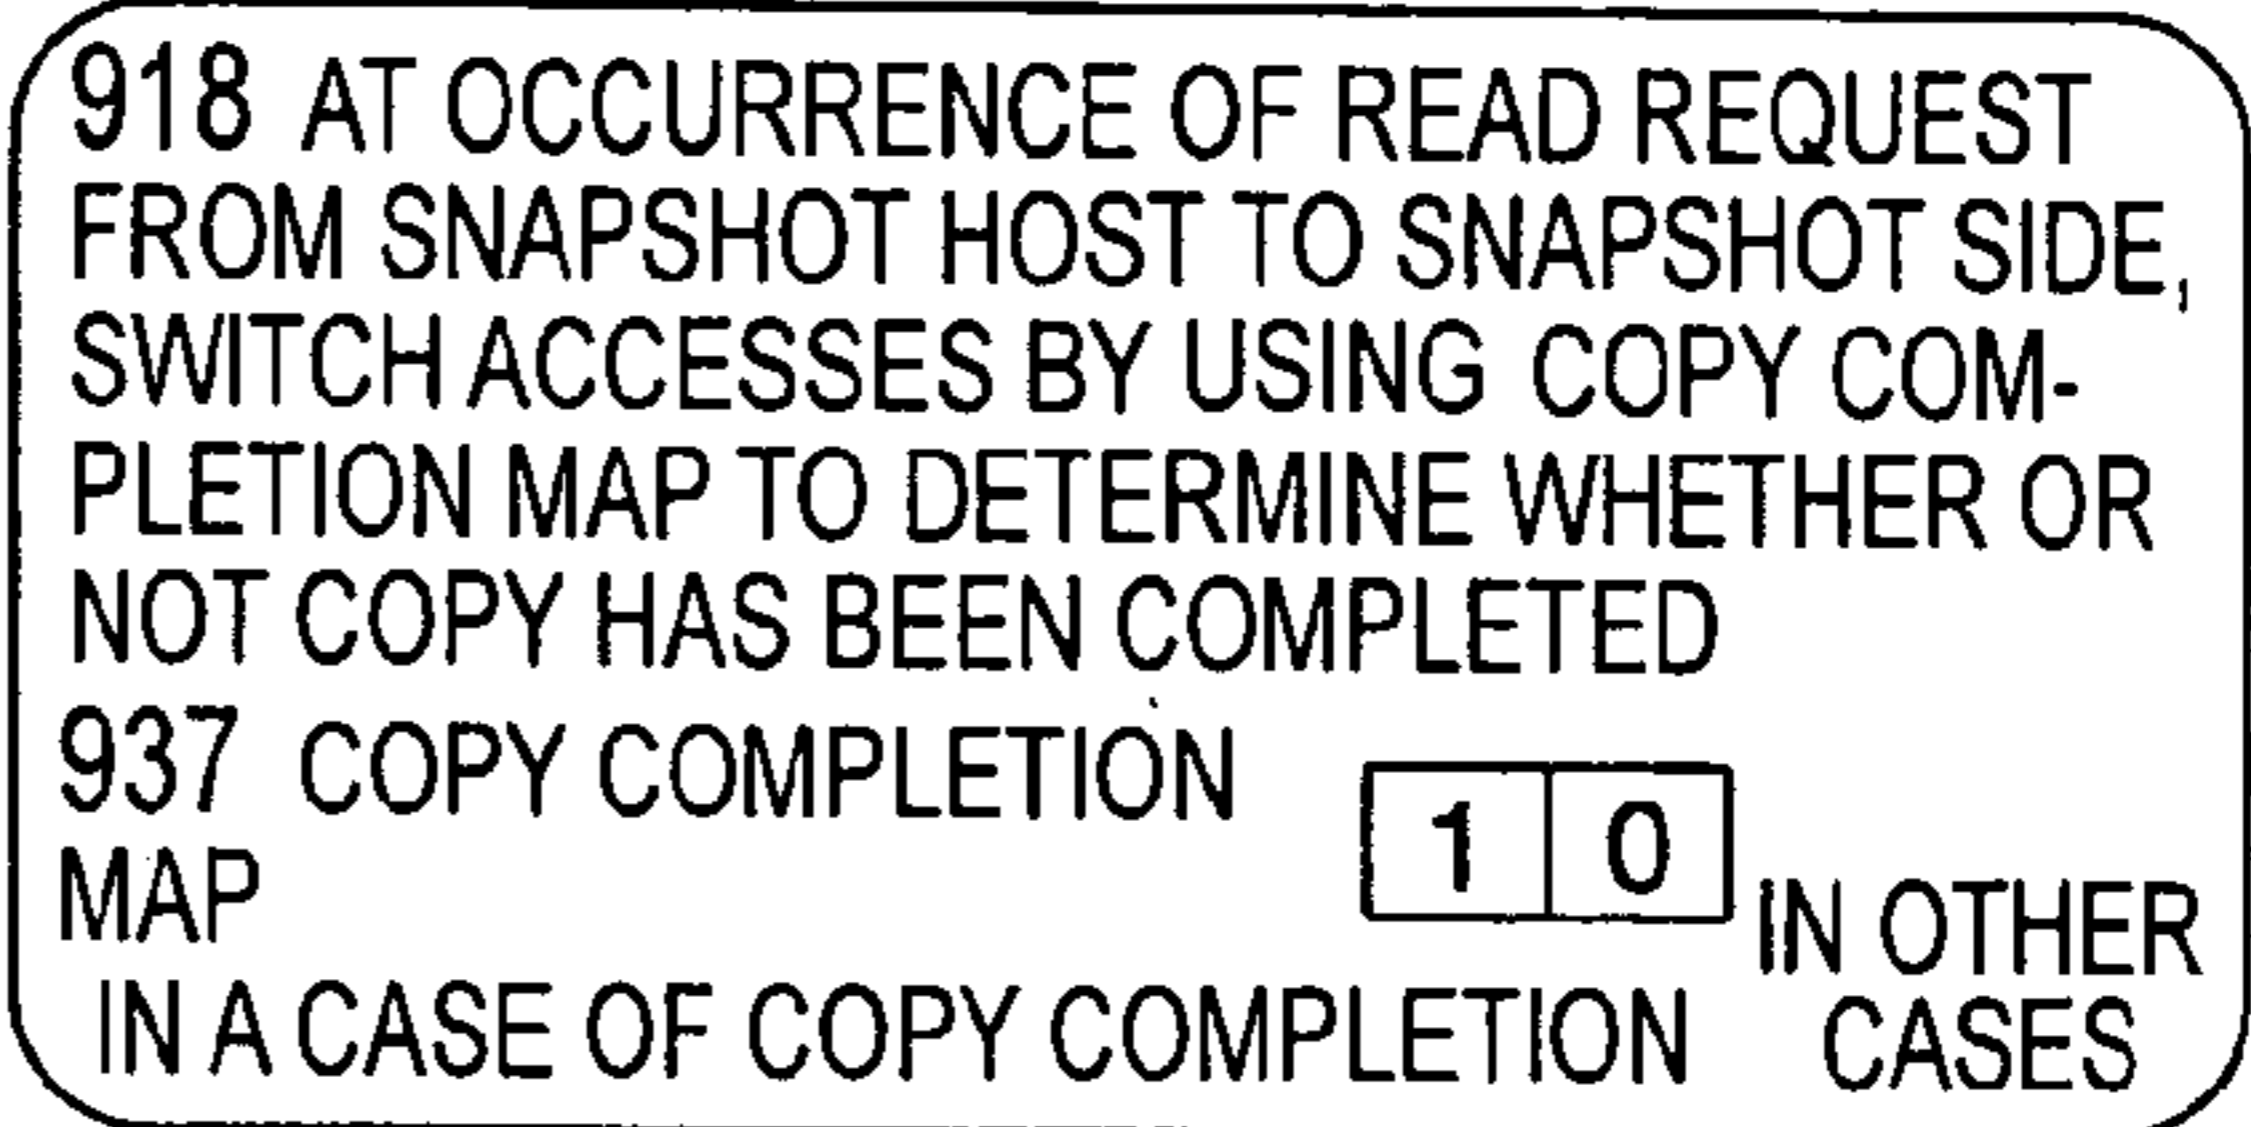 918 AT OCCURRENCE OF READ REQUEST
FROM SNAPSHOT HOST TO SNAPSHOT SIDE,
SWITCH ACCESSES BY USING COPY COM-
PLETION MAP TO DETERMINE WHETHER OR
NOT COPY HAS BEEN COMPLETED
937 COPY COMPLETION
MAP
1 0
IN A CASE OF COPY COMPLETION
IN OTHER
CASES